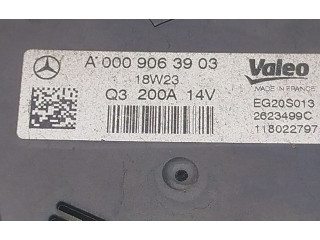 A 000 906 39 03
18W23
Q3 200A 14V
Valeo
MADE IN FRANCE
EG20S013
2623499C
118022797